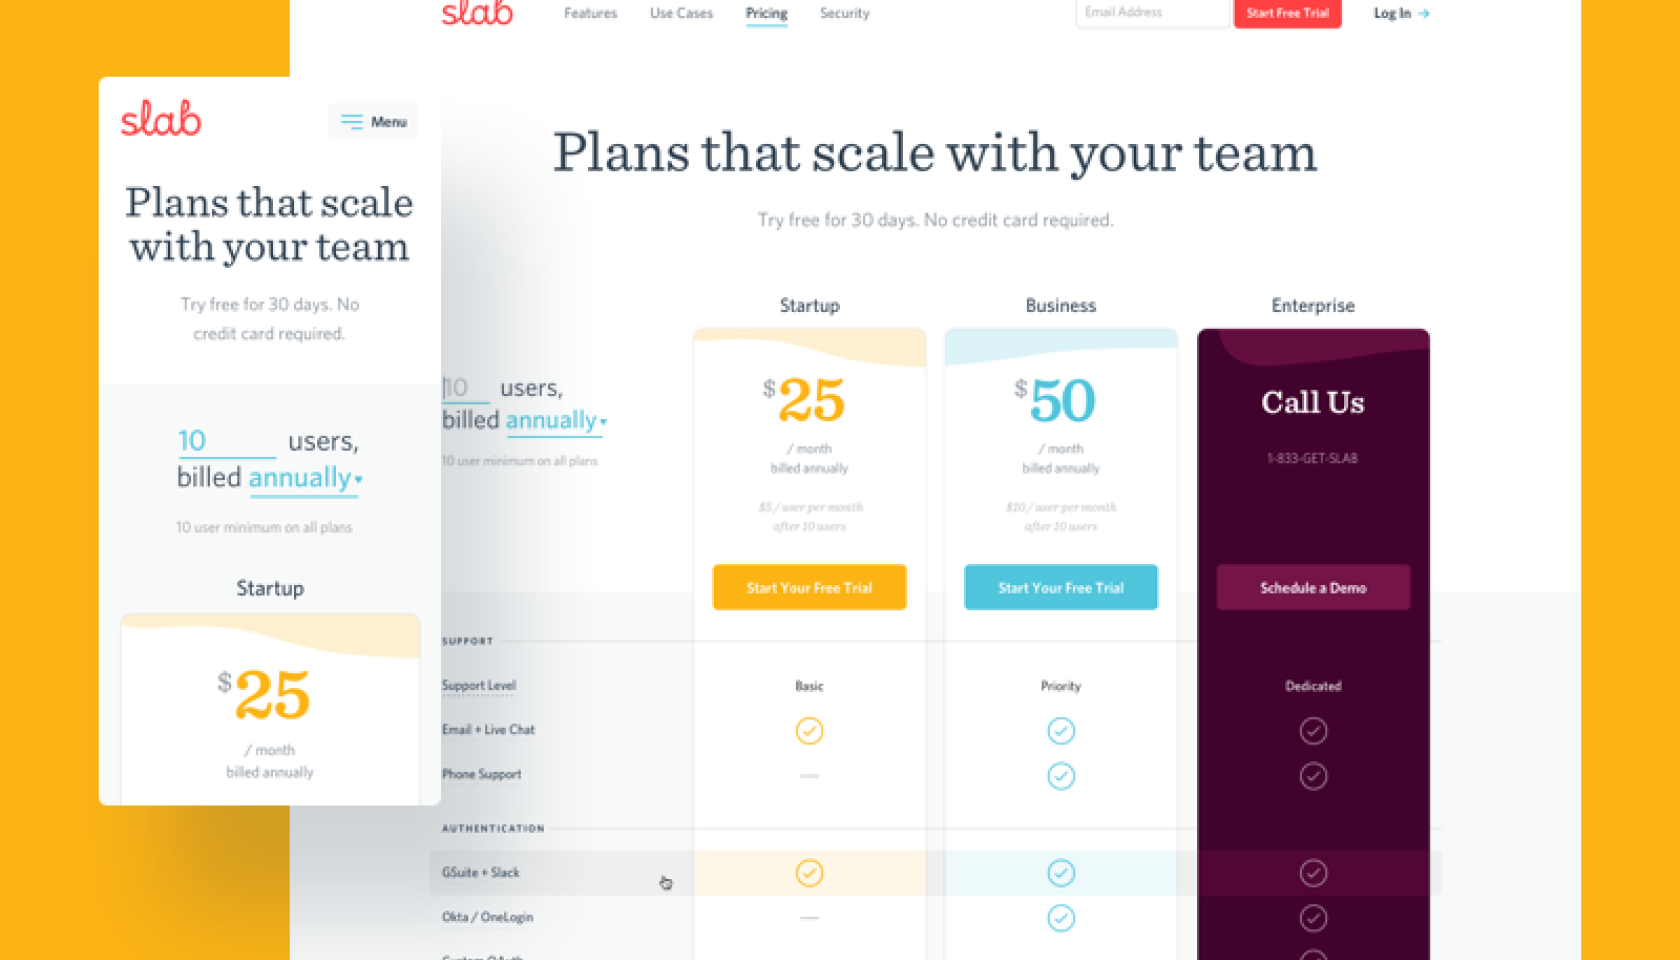 slab
Features
Use Cases
Pricing
Security
Email Address
Start Free Trial
Log In →
slab
Menu
Plans that scale
with your team
Try free for 30 days. No
credit card required.
10 users,
billed annually ▾
10 user minimum on all plans
Startup
$25
/ month
billed annually
Plans that scale with your team
Try free for 30 days. No credit card required.
10 users,
billed annually ▾
10 user minimum on all plans
Startup
$25
/ month
billed annually
$5 / user per month
after 10 users
Start Your Free Trial
Business
$50
/ month
billed annually
$10 / user per month
after 10 users
Start Your Free Trial
Enterprise
Call Us
1-833-GET-SLAB
Schedule a Demo
SUPPORT
Support Level
Basic
Priority
Dedicated
Email + Live Chat
Phone Support
—
AUTHENTICATION
GSuite + Slack
Okta / OneLogin
—